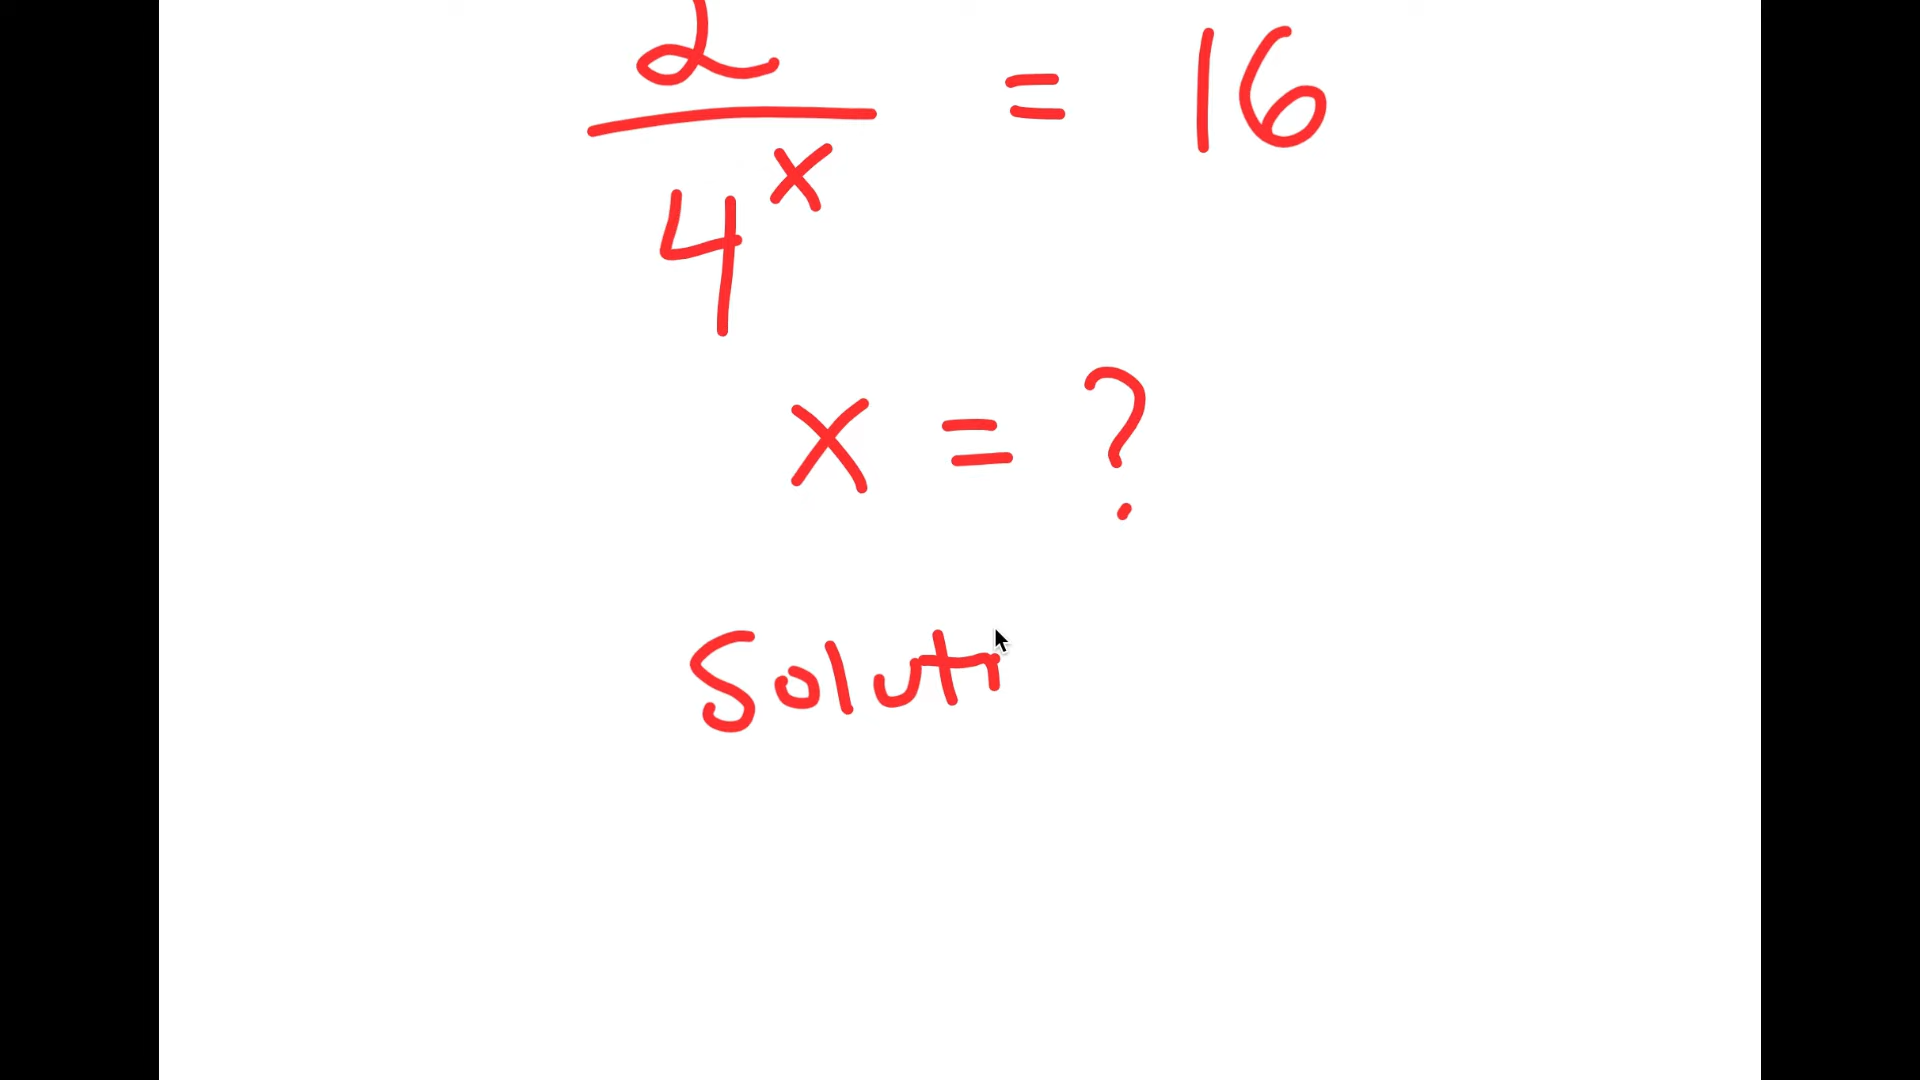 2
= 16
4^x
x = ?
Soluti